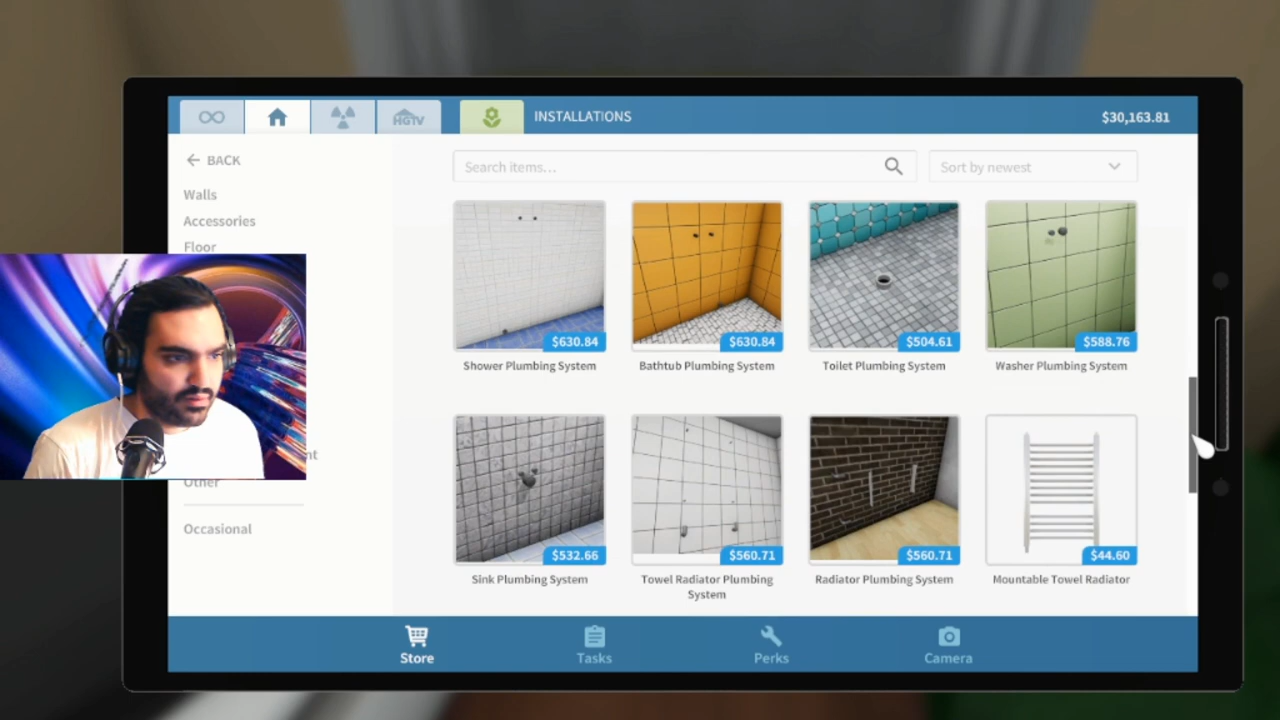 HGTV
INSTALLATIONS
$30,163.81
BACK
Search items...
Sort by newest
Walls
Accessories
Floor
nt
Other
Occasional
$630.84
$630.84
$504.61
$588.76
Shower Plumbing System
Bathtub Plumbing System
Toilet Plumbing System
Washer Plumbing System
$532.66
$560.71
$560.71
$44.60
Sink Plumbing System
Towel Radiator Plumbing
System
Radiator Plumbing System
Mountable Towel Radiator
Store
Tasks
Perks
Camera